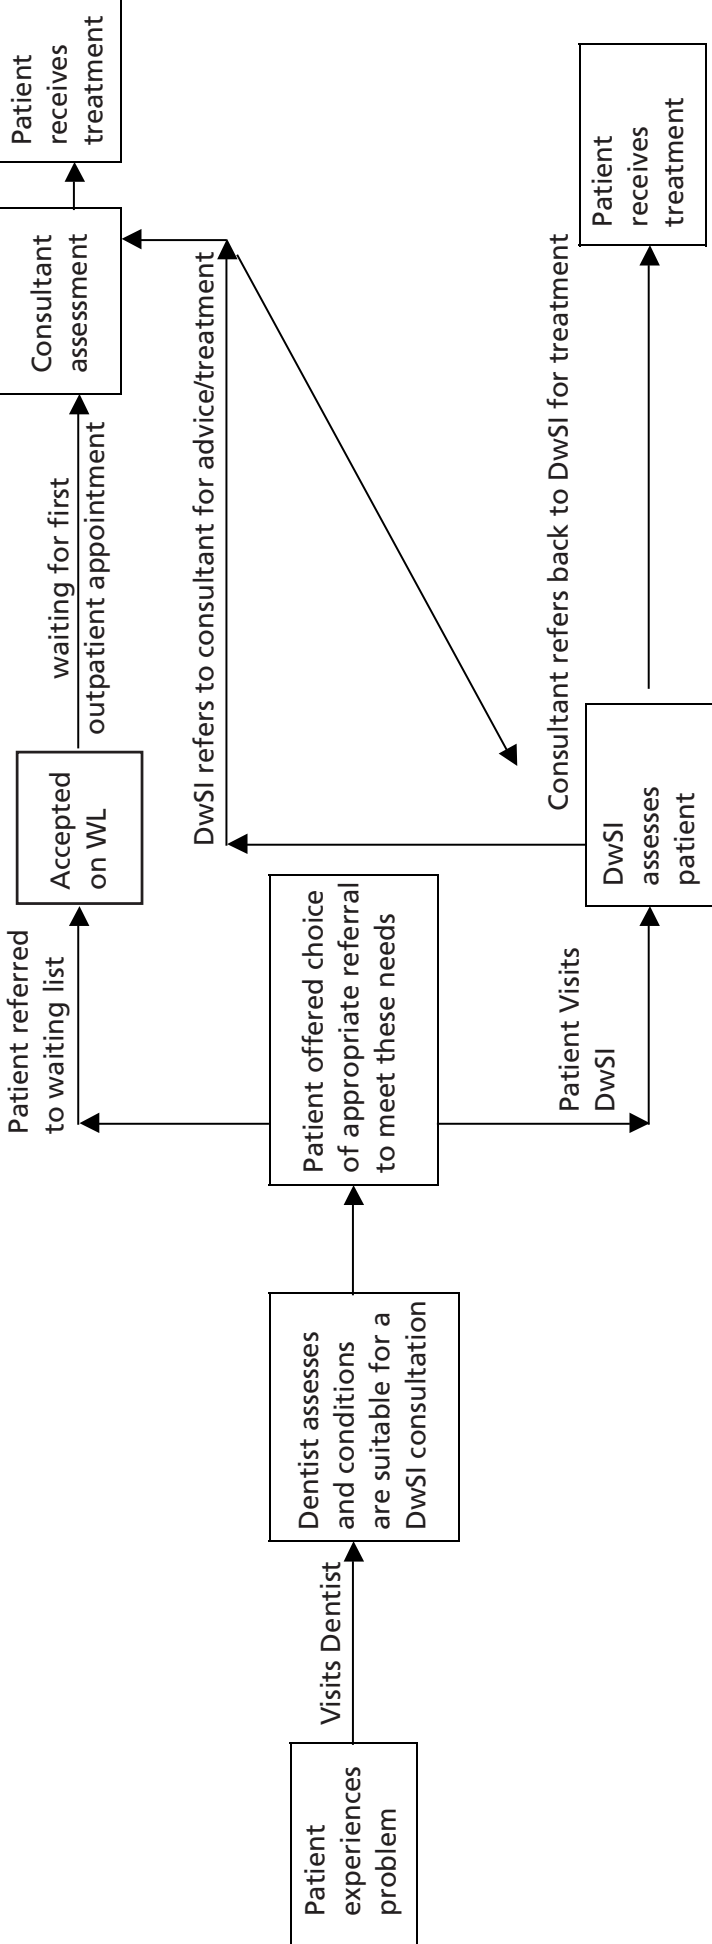 Patient
experiences
problem
Visits Dentist
Dentist assesses
and conditions
are suitable for a
DwSI consultation
Patient offered choice
of appropriate referral
to meet these needs
Patient referred
to waiting list
Accepted
on WL
waiting for first
outpatient appointment
Consultant
assessment
Patient
receives
treatment
DwSI refers to consultant for advice/treatment
Patient Visits
DwSI
DwSI
assesses
patient
Consultant refers back to DwSI for treatment
Patient
receives
treatment